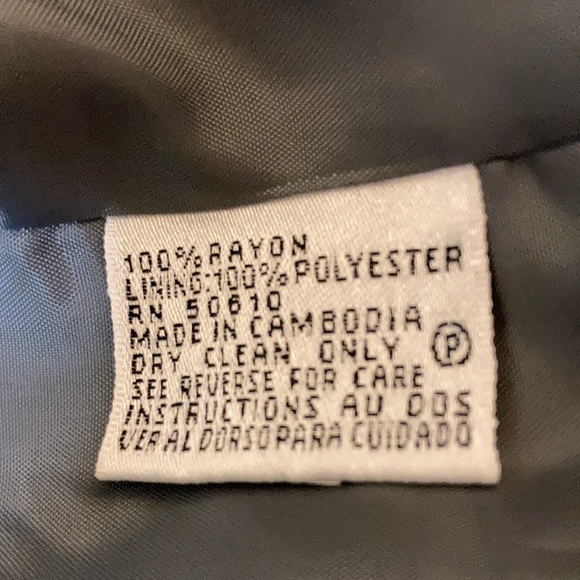 100% RAYON
LINING:100% POLYESTER
RN 50610
MADE IN CAMBODIA
DRY CLEAN ONLY P
SEE REVERSE FOR CARE
INSTRUCTIONS AU DOS
VER AL DORSO PARA CUIDADO